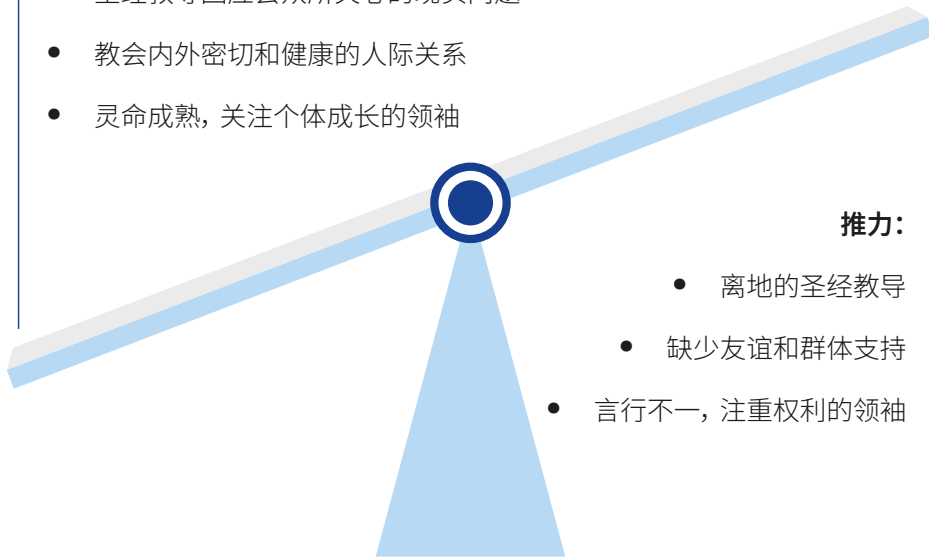 教会内外密切和健康的人际关系
灵命成熟，关注个体成长的领袖
推力：
离地的圣经教导
缺少友谊和群体支持
言行不一，注重权利的领袖